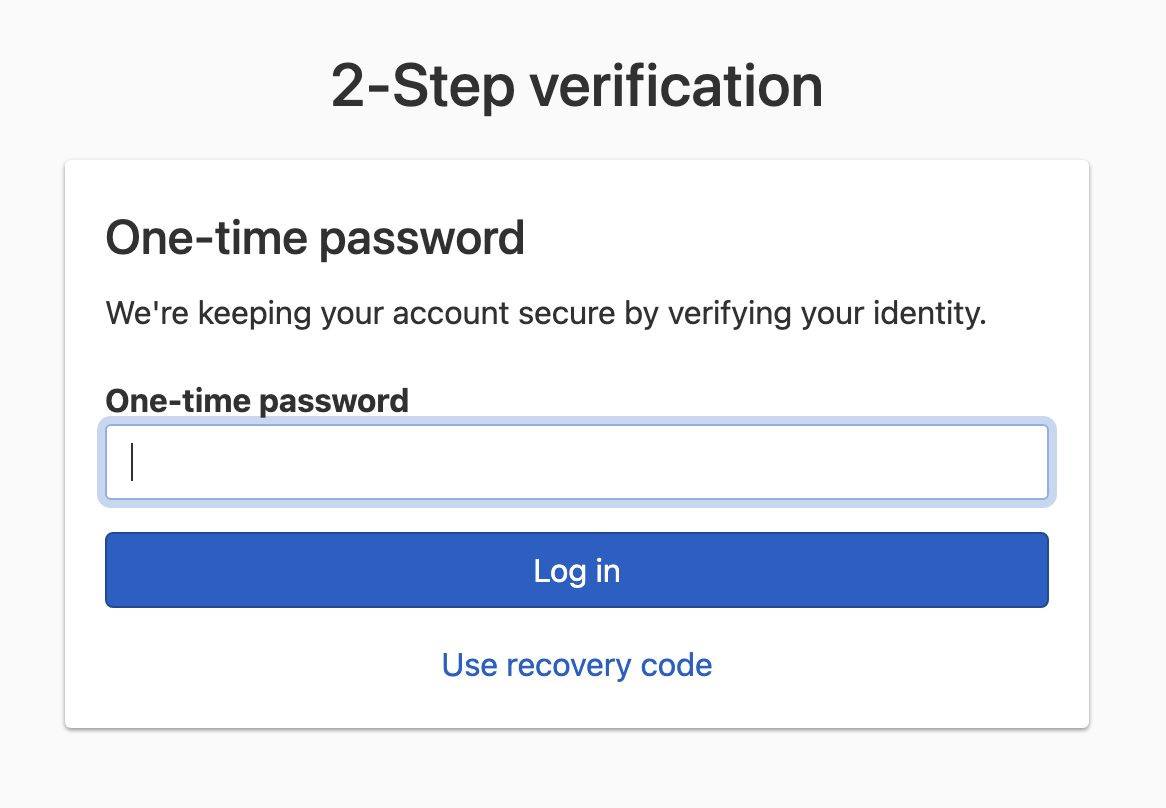 2-Step verification
One-time password
We're keeping your account secure by verifying your identity.
One-time password
Log in
Use recovery code